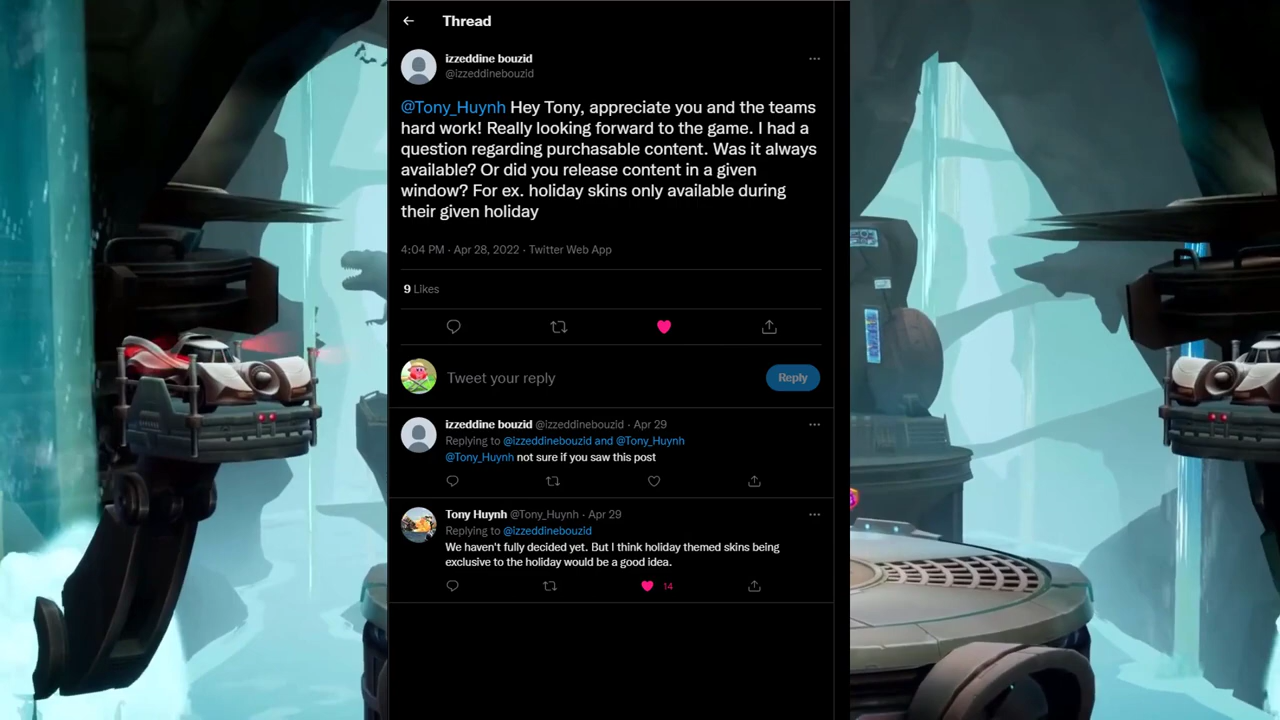 Thread
izzeddine bouzid
@izzeddinebouzid
@Tony_Huynh Hey Tony, appreciate you and the teams
hard work! Really looking forward to the game. I had a
question regarding purchasable content. Was it always
available? Or did you release content in a given
window? For ex. holiday skins only available during
their given holiday
4:04 PM · Apr 28, 2022 · Twitter Web App
9 Likes
Tweet your reply
Reply
izzeddine bouzid @izzeddinebouzid · Apr 29
Replying to @izzeddinebouzid and @Tony_Huynh
@Tony_Huynh not sure if you saw this post
Tony Huynh @Tony_Huynh · Apr 29
Replying to @izzeddinebouzid
We haven't fully decided yet. But I think holiday themed skins being
exclusive to the holiday would be a good idea.
14